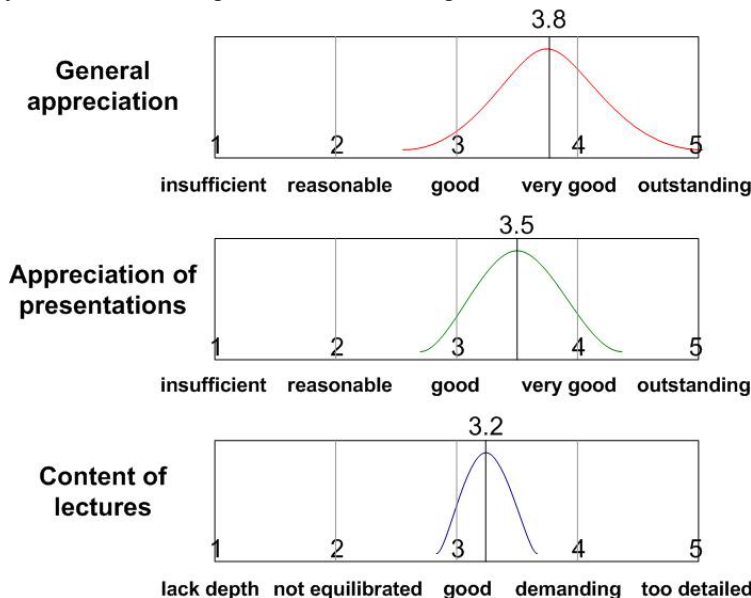 3.8
General
appreciation
1 2 3 4 5
insufficient reasonable good very good outstanding
3.5
Appreciation of
presentations
1 2 3 4 5
insufficient reasonable good very good outstanding
3.2
Content of
lectures
1 2 3 4 5
lack depth not equilibrated good demanding too detailed